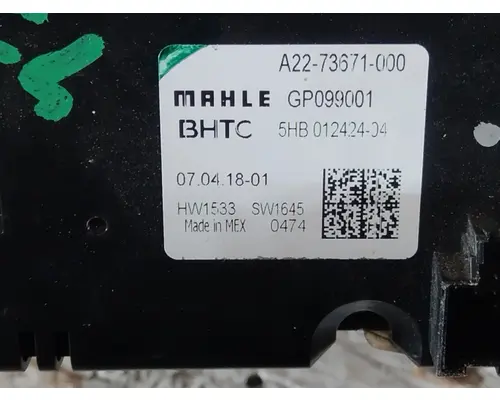 A22-73671-000
MAHLE GP099001
BHTC 5HB 012424-04
07.04.18-01
HW1533 SW1645
Made in MEX 0474